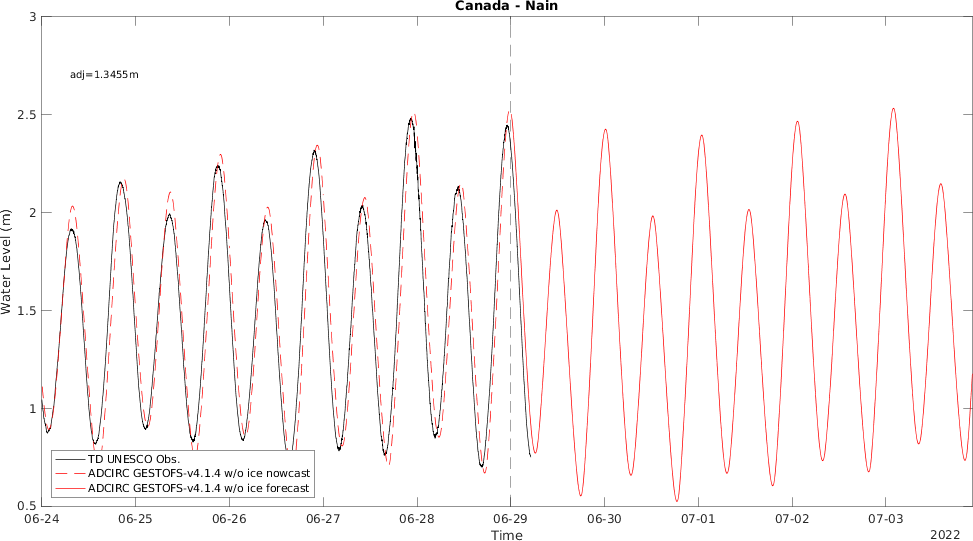 Canada - Nain
3
adj=1.3455m
2.5
2
Water Level (m)
1.5
1
TD UNESCO Obs.
ADCIRC GESTOFS-v4.1.4 w/o ice nowcast
ADCIRC GESTOFS-v4.1.4 w/o ice forecast
0.5
06-24 06-25 06-26 06-27 06-28 06-29 06-30 07-01 07-02 07-03
Time
2022